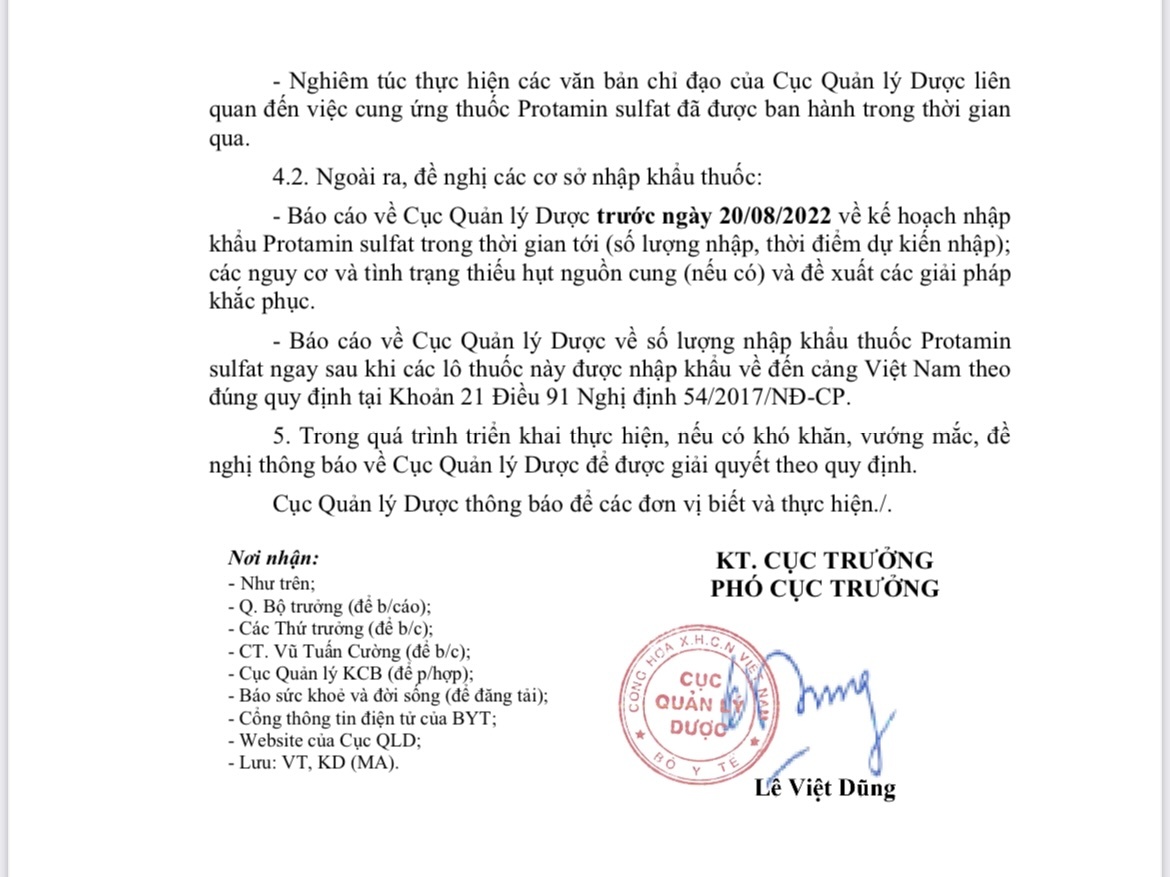 - Nghiêm túc thực hiện các văn bản chỉ đạo của Cục Quản lý Dược liên
quan đến việc cung ứng thuốc Protamin sulfat đã được ban hành trong thời gian
qua.
4.2. Ngoài ra, đề nghị các cơ sở nhập khẩu thuốc:
- Báo cáo về Cục Quản lý Dược trước ngày 20/08/2022 về kế hoạch nhập
khẩu Protamin sulfat trong thời gian tới (số lượng nhập, thời điểm dự kiến nhập);
các nguy cơ và tình trạng thiếu hụt nguồn cung (nếu có) và đề xuất các giải pháp
khắc phục.
- Báo cáo về Cục Quản lý Dược về số lượng nhập khẩu thuốc Protamin
sulfat ngay sau khi các lô thuốc này được nhập khẩu về đến cảng Việt Nam theo
đúng quy định tại Khoản 21 Điều 91 Nghị định 54/2017/NĐ-CP.
5. Trong quá trình triển khai thực hiện, nếu có khó khăn, vướng mắc, đề
nghị thông báo về Cục Quản lý Dược để được giải quyết theo quy định.
Cục Quản lý Dược thông báo để các đơn vị biết và thực hiện./.
Nơi nhận:
- Như trên;
- Q. Bộ trưởng (để b/cáo);
- Các Thứ trưởng (để b/c);
- CT. Vũ Tuấn Cường (để b/c);
- Cục Quản lý KCB (để p/hợp);
- Báo sức khoẻ và đời sống (để đăng tải);
- Cổng thông tin điện tử của BYT;
- Website của Cục QLD;
- Lưu: VT, KD (MA).
KT. CỤC TRƯỞNG
PHÓ CỤC TRƯỞNG
CỘNG HÒA X.H.C.N VIỆT NAM
CỤC
QUẢN LÝ
DƯỢC
BỘ Y TẾ
Dung
Lê Việt Dũng